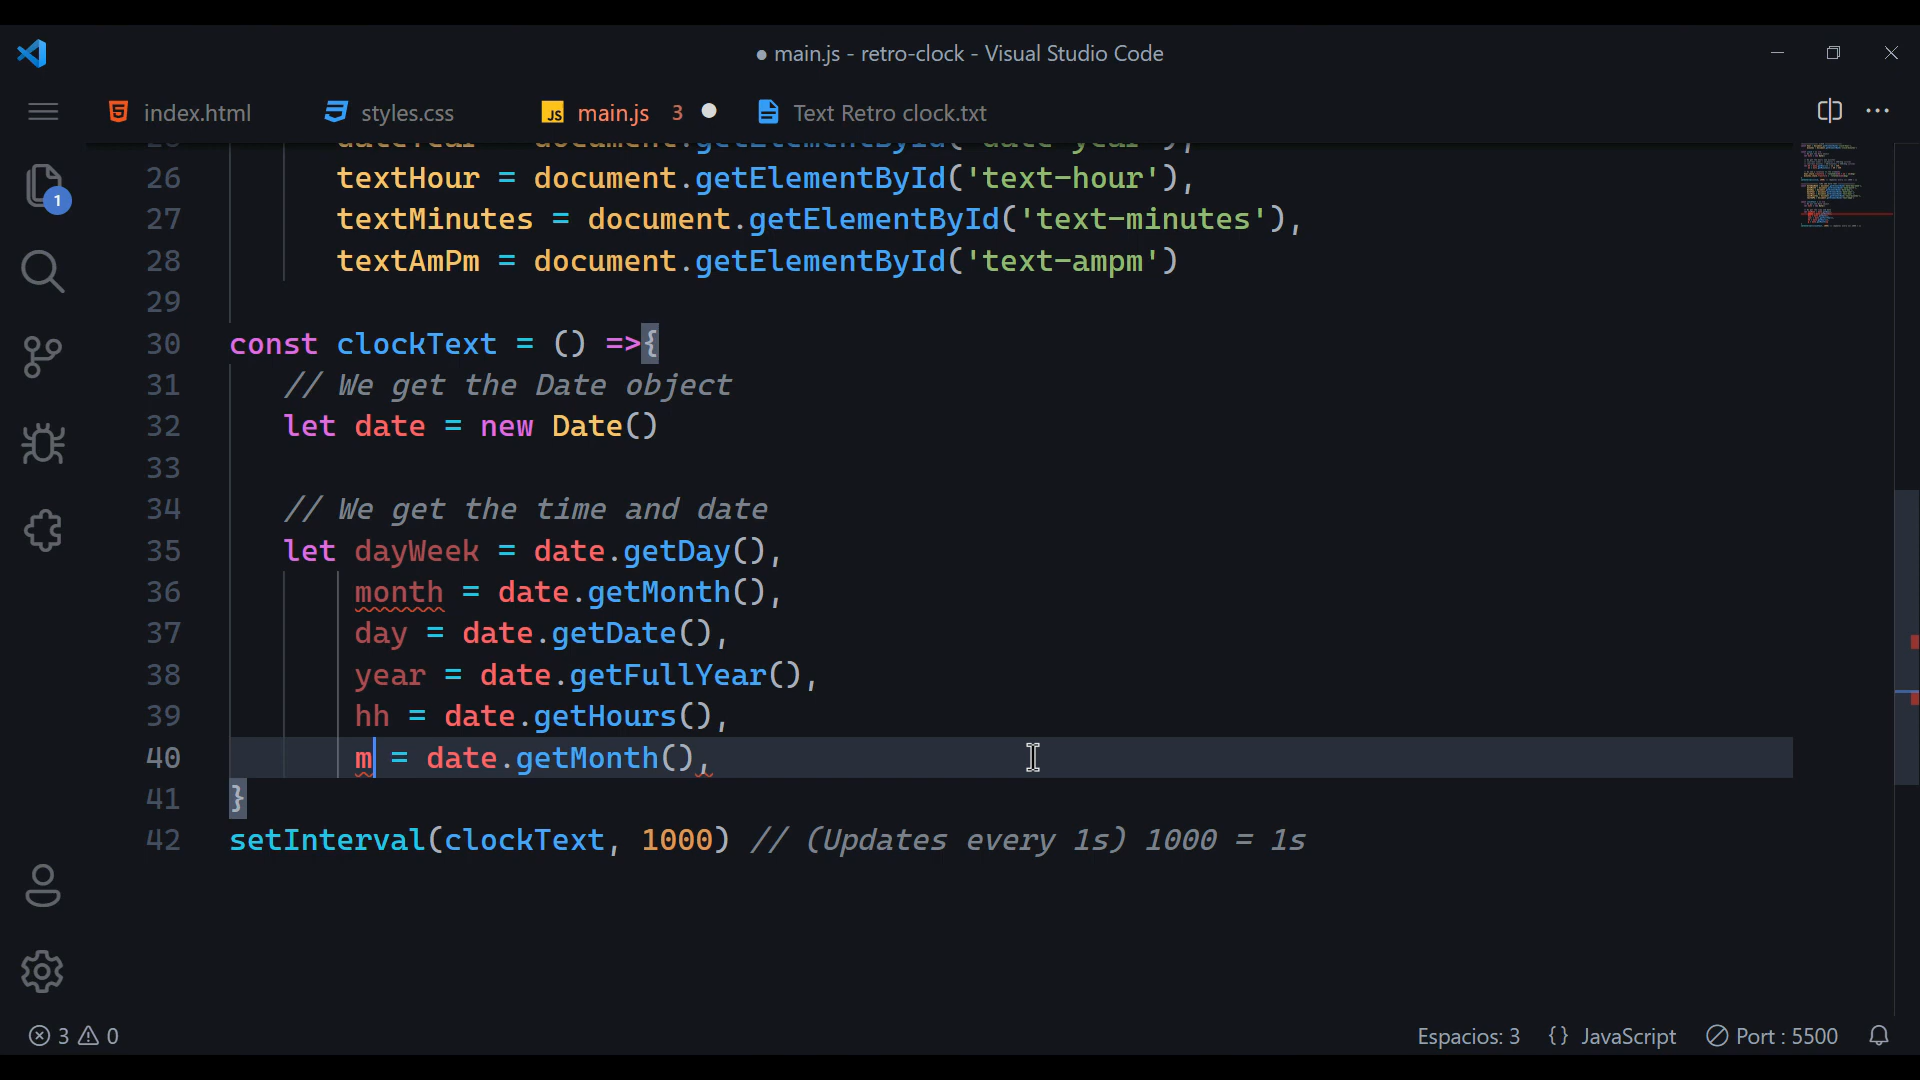 ● main.js - retro-clock - Visual Studio Code
index.html
styles.css
JS main.js 3 ●
Text Retro clock.txt
1
26 textHour = document.getElementById('text-hour'),
27 textMinutes = document.getElementById('text-minutes'),
28 textAmPm = document.getElementById('text-ampm')
29
30 const clockText = () =>{
31 // We get the Date object
32 let date = new Date()
33
34 // We get the time and date
35 let dayWeek = date.getDay(),
36 month = date.getMonth(),
37 day = date.getDate(),
38 year = date.getFullYear(),
39 hh = date.getHours(),
40 m = date.getMonth(),
41 }
42 setInterval(clockText, 1000) // (Updates every 1s) 1000 = 1s
3 0
Espacios: 3 {} JavaScript Port : 5500